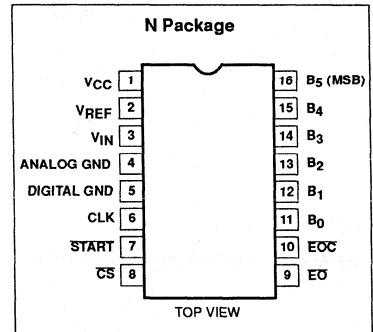 N Package
VCC 1 16 B5 (MSB)
VREF 2 15 B4
VIN 3 14 B3
ANALOG GND 4 13 B2
DIGITAL GND 5 12 B1
CLK 6 11 B0
START 7 10 EOC
CS 8 9 EO
TOP VIEW